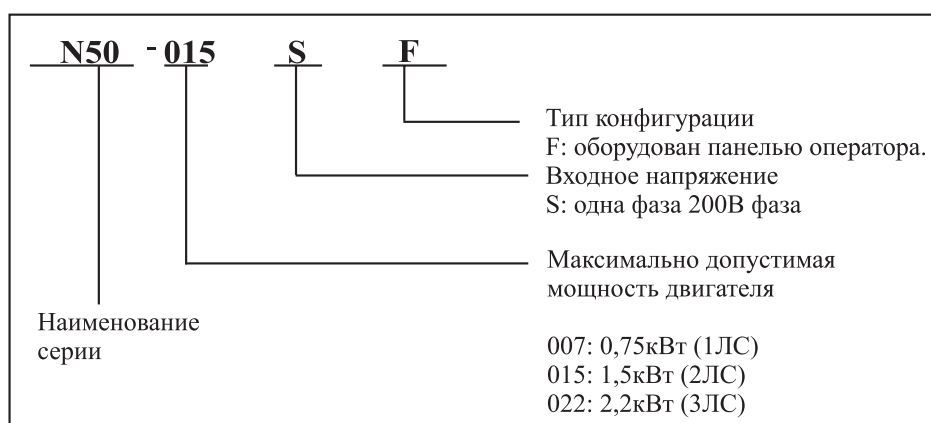 N50 - 015 S F
Тип конфигурации
F: оборудован панелью оператора.
Входное напряжение
S: одна фаза 200В фаза
Максимально допустимая
мощность двигателя
Наименование
серии
007: 0,75кВт (1ЛС)
015: 1,5кВт (2ЛС)
022: 2,2кВт (3ЛС)